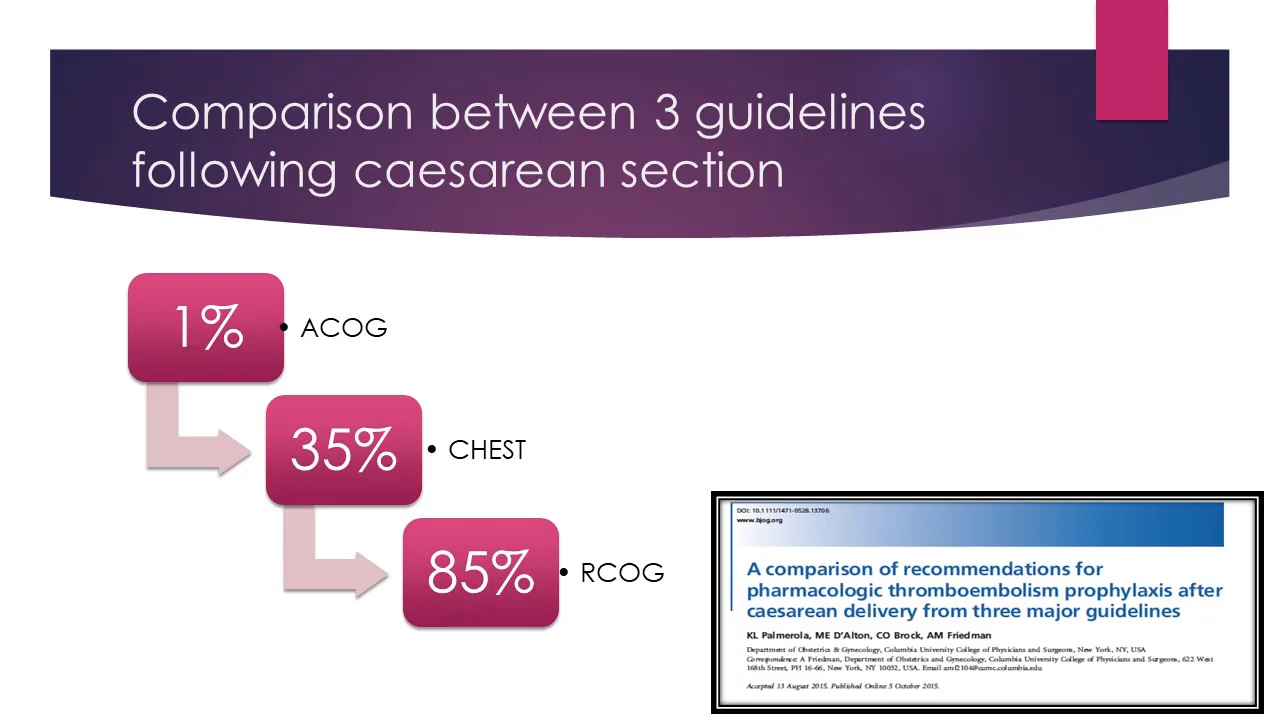 Comparison between 3 guidelines
following caesarean section
1%
• ACOG
35%
• CHEST
85%
• RCOG
DOI: 10.1111/1471-0528.13706
www.bjog.org
A comparison of recommendations for
pharmacologic thromboembolism prophylaxis after
caesarean delivery from three major guidelines
KL Palmerola, ME D'Alton, CO Brock, AM Friedman
Department of Obstetrics & Gynecology, Columbia University College of Physicians and Surgeons, New York, NY, USA
Correspondence: A Friedman, Department of Obstetrics and Gynecology, Columbia University College of Physicians and Surgeons, 622 West
168th Street, PH 16-66, New York, NY 10032, USA. Email amf2104@cumc.columbia.edu
Accepted 13 August 2015. Published Online 5 October 2015.